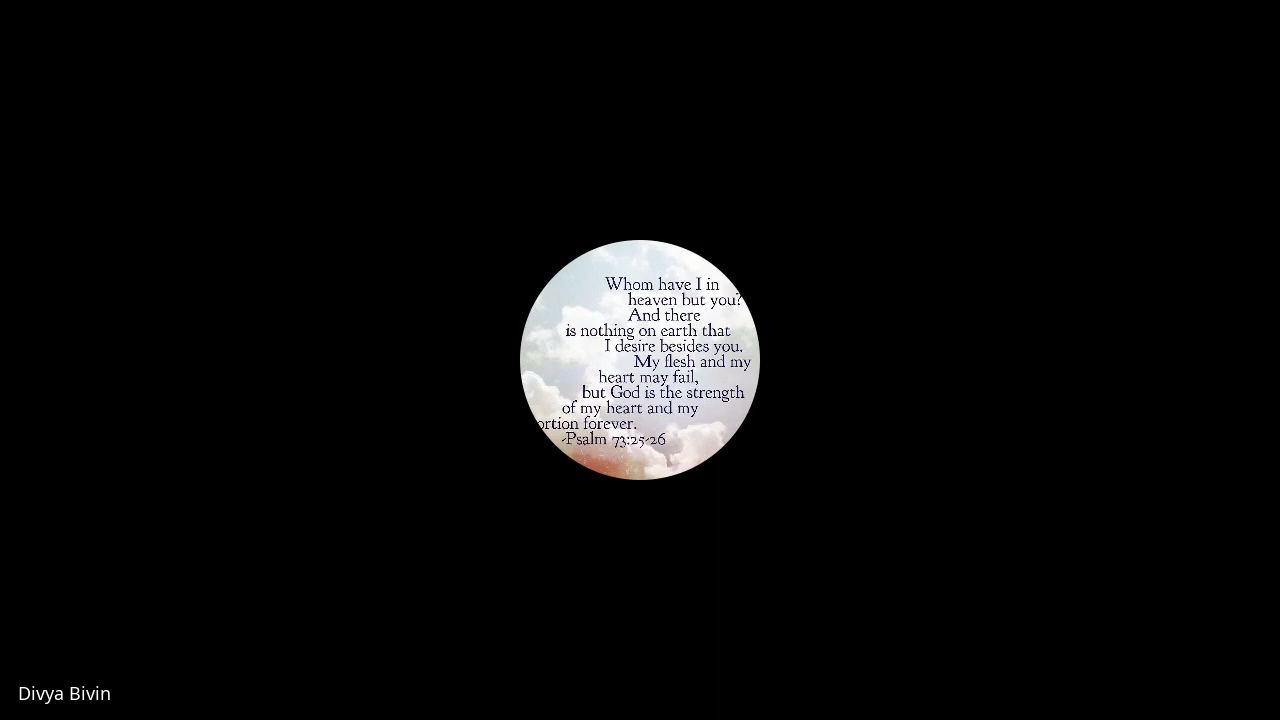 Whom have I in
heaven but you?
And there
is nothing on earth that
I desire besides you.
My flesh and my
heart may fail,
but God is the strength
of my heart and my
ortion forever.
-Psalm 73:25-26
Divya Bivin